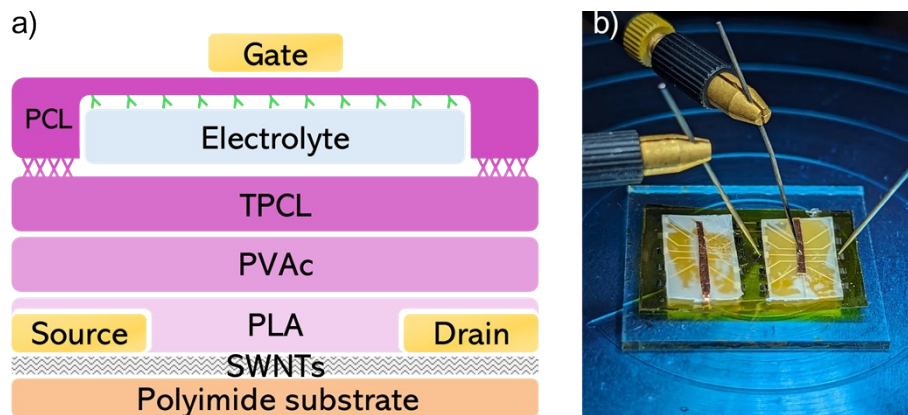 a)
Gate
PCL
Electrolyte
TPCL
PVAc
PLA
Source
Drain
SWNTs
Polyimide substrate
b)